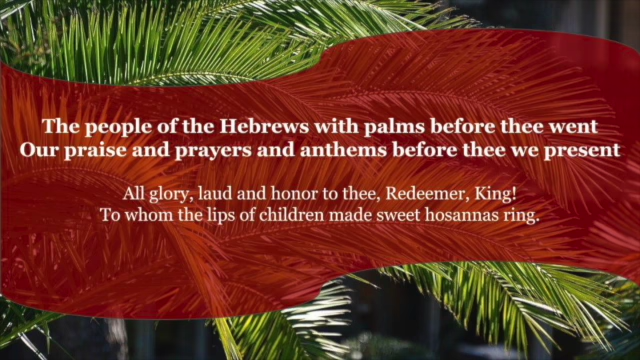 The people of the Hebrews with palms before thee went
Our praise and prayers and anthems before thee we present
All glory, laud and honor to thee, Redeemer, King!
To whom the lips of children made sweet hosannas ring.